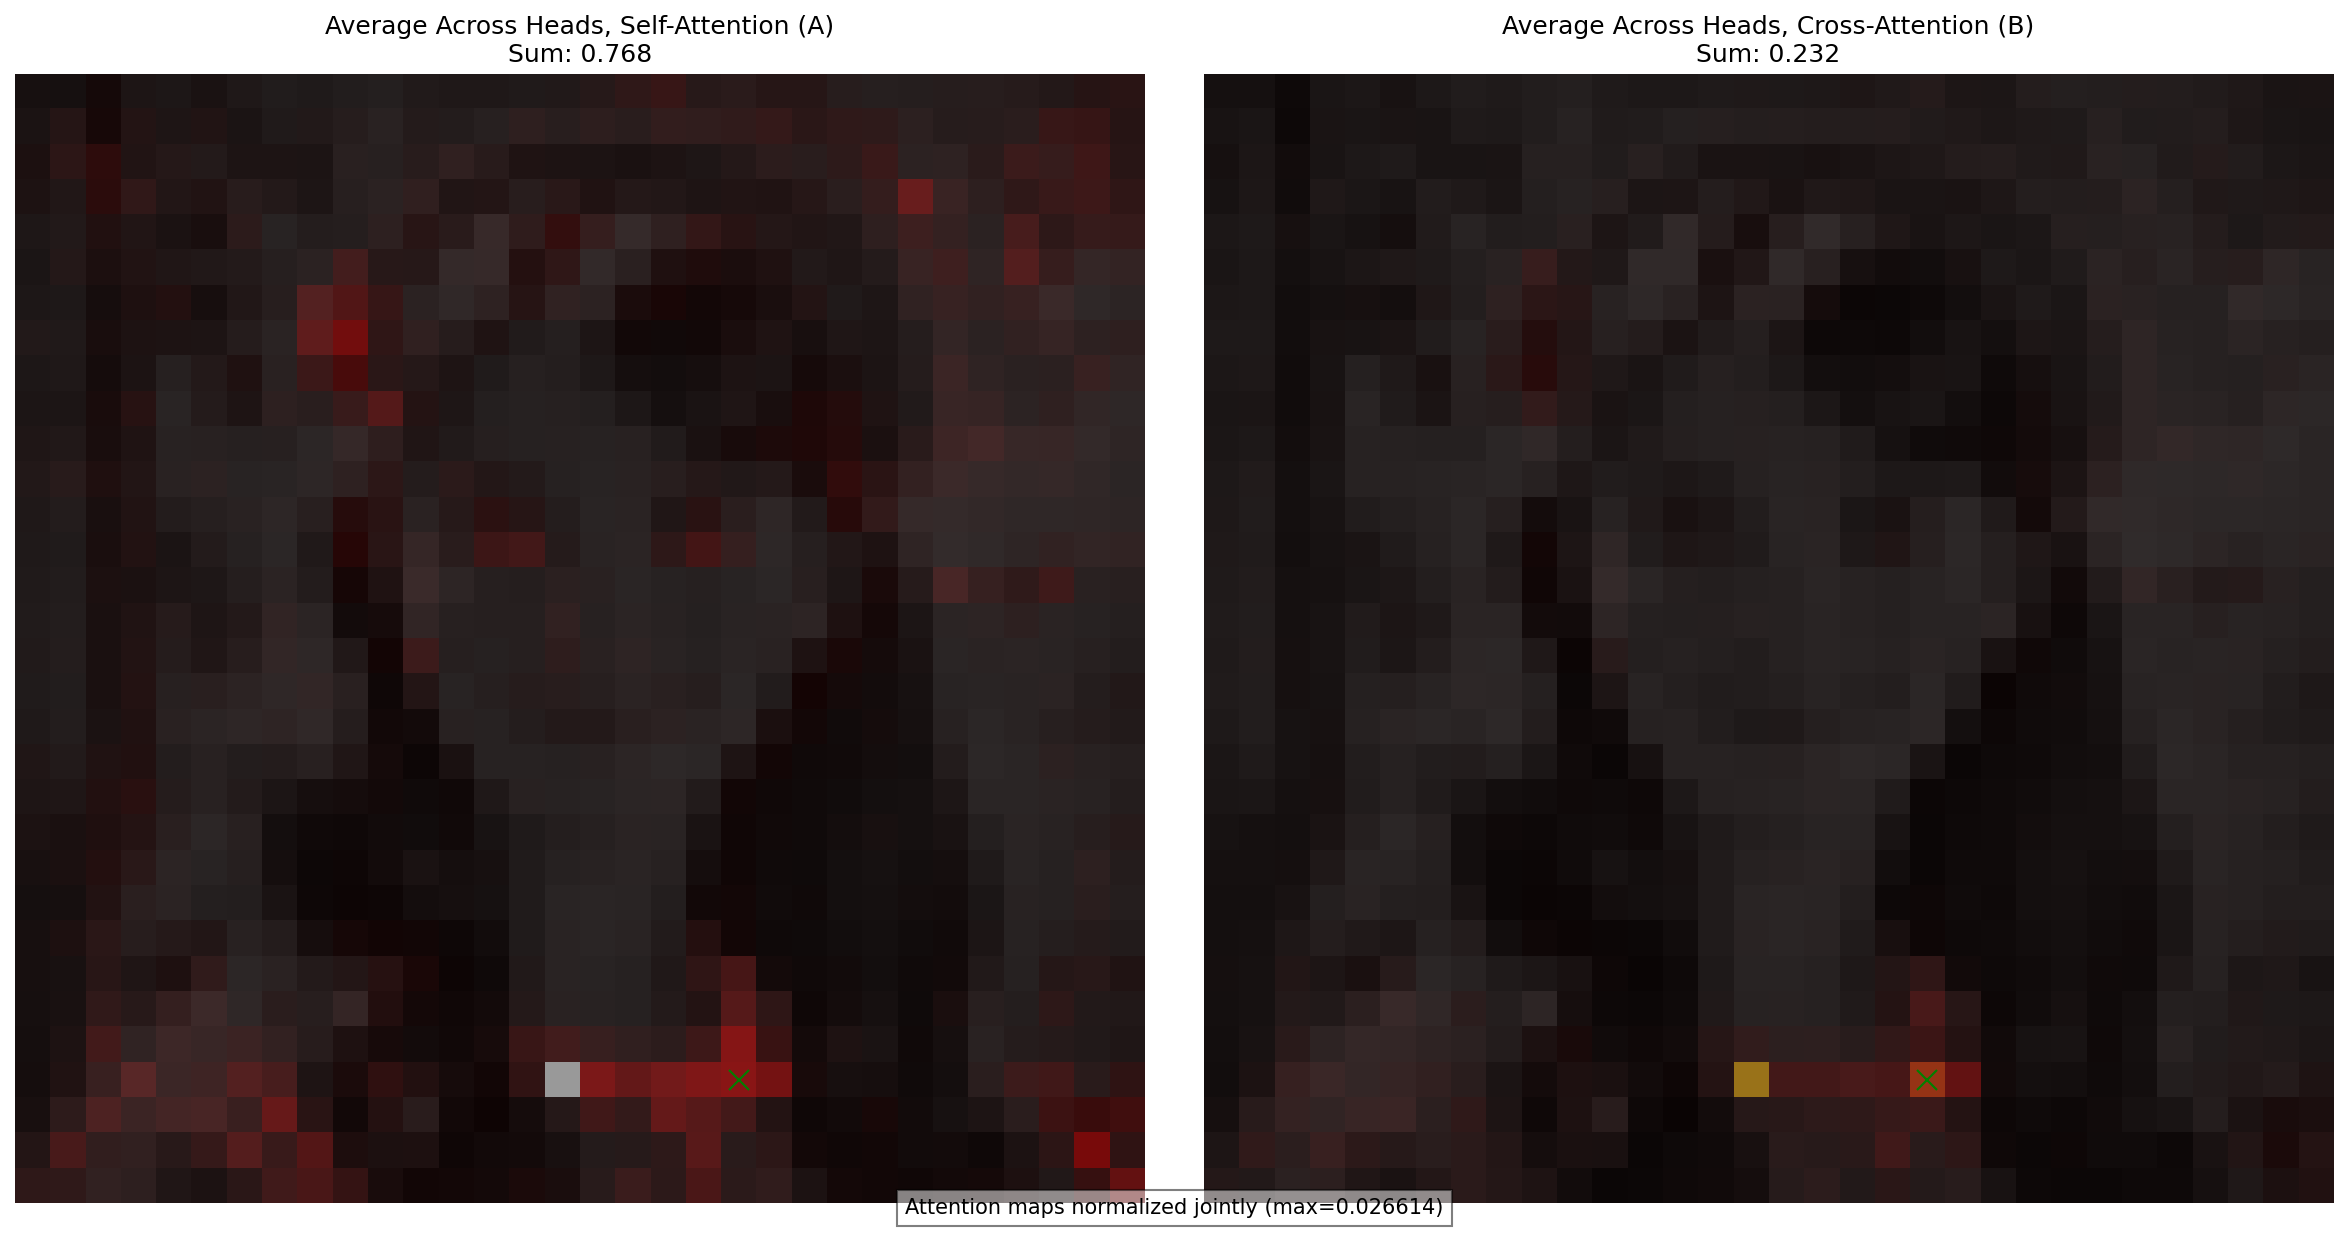 Average Across Heads, Self-Attention (A)
Sum: 0.768
Average Across Heads, Cross-Attention (B)
Sum: 0.232
Attention maps normalized jointly (max=0.026614)